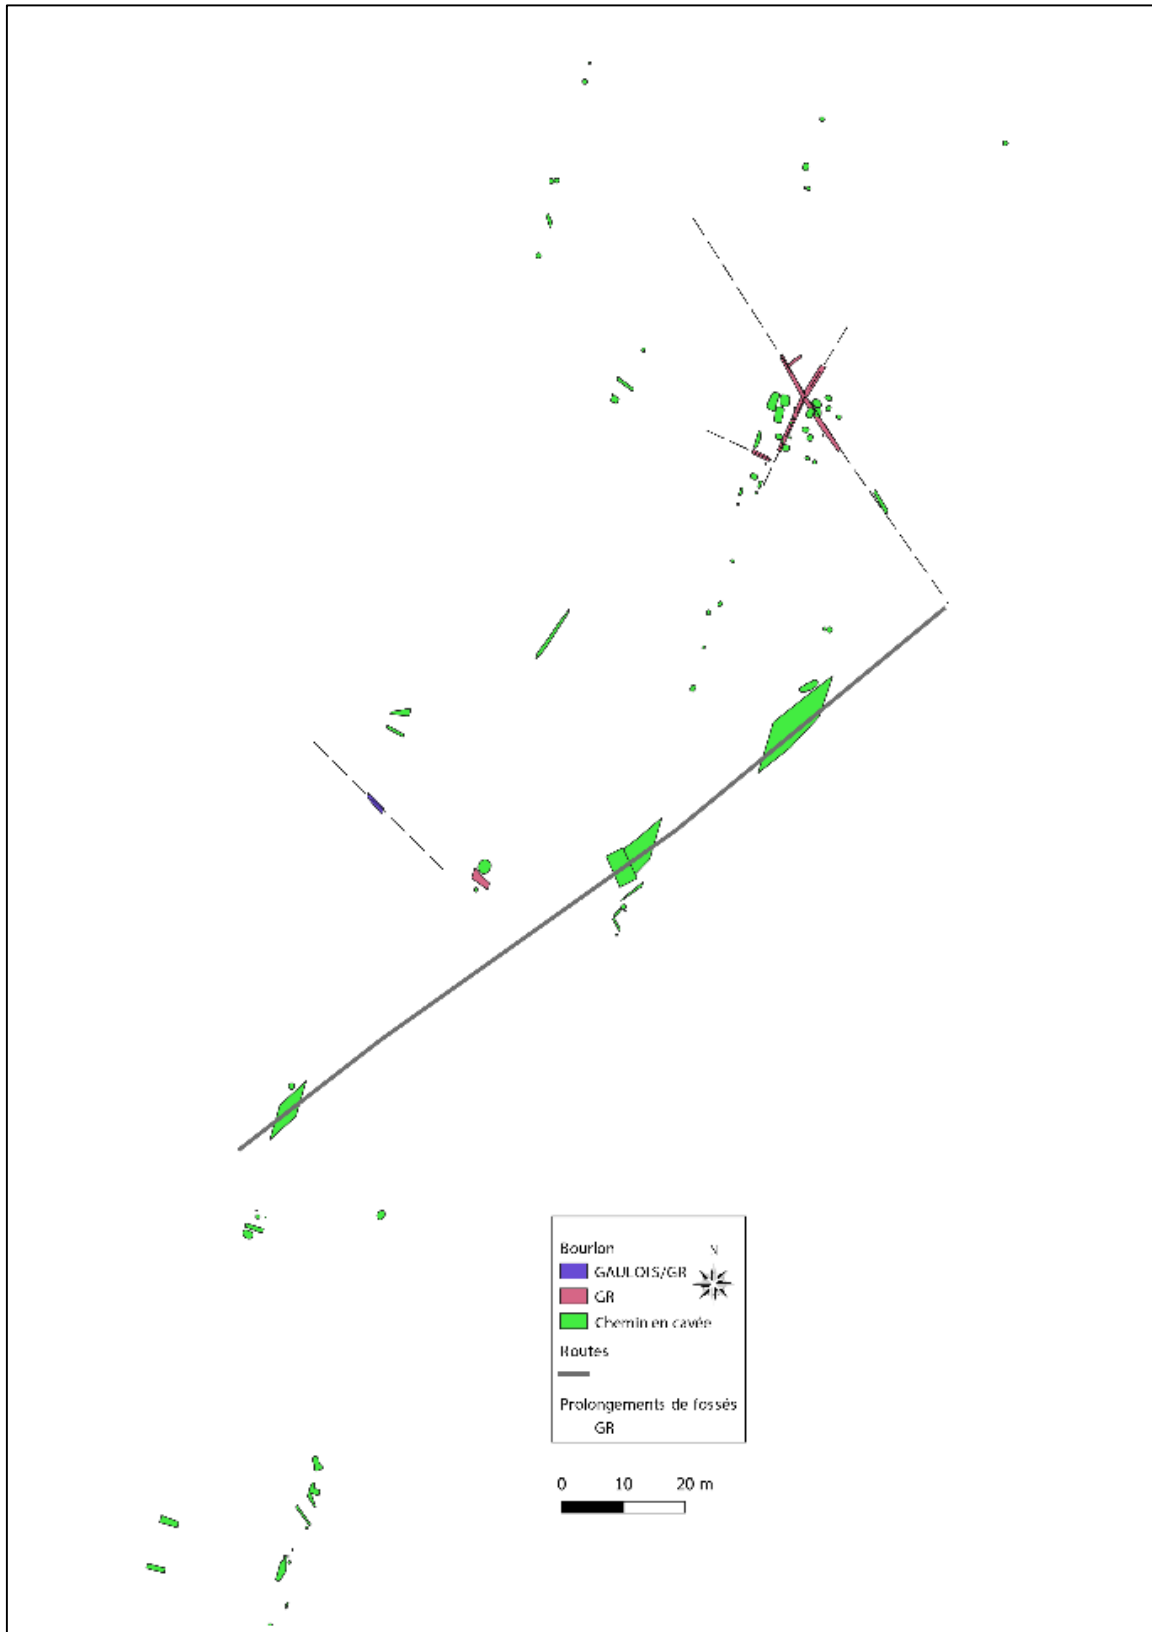 Bourlon
N
GAULOIS/GR
GR
Chemin en cavée
Routes
Prolongements de fossés
GR
0 10 20 m